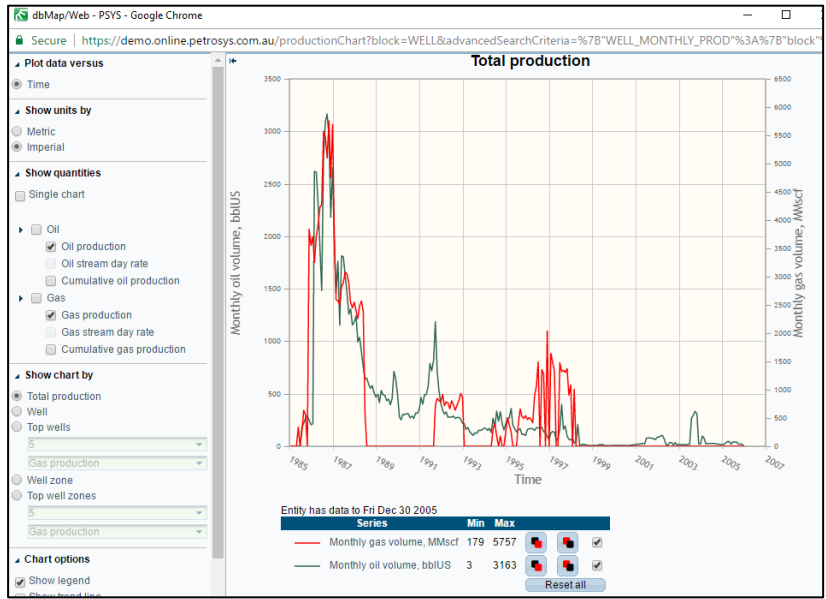 dbMap/Web - PSYS - Google Chrome
Secure | https://demo.online.petrosys.com.au/productionChart?block=WELL&advancedSearchCriteria=%7B"WELL_MONTHLY_PROD"%3A%7B"block"%
Plot data versus
Time
Show units by
Metric
Imperial
Show quantities
Single chart
Oil
Oil production
Oil stream day rate
Cumulative oil production
Gas
Gas production
Gas stream day rate
Cumulative gas production
Show chart by
Total production
Well
Top wells
5
Gas production
Well zone
Top well zones
5
Gas production
Chart options
Show legend
Show trend line
Total production
Monthly oil volume, bblUS
3500
3000
2500
2000
1500
1000
500
0
6500
6000
5500
5000
4500
4000
3500
3000
2500
2000
1500
1000
500
0
Monthly gas volume, MMscf
1985 1987 1989 1991 1993 1995 1997 1999 2001 2003 2005 2007
Time
Entity has data to Fri Dec 30 2005
Series Min Max
Monthly gas volume, MMscf 179 5757
Monthly oil volume, bblUS 3 3163
Reset all